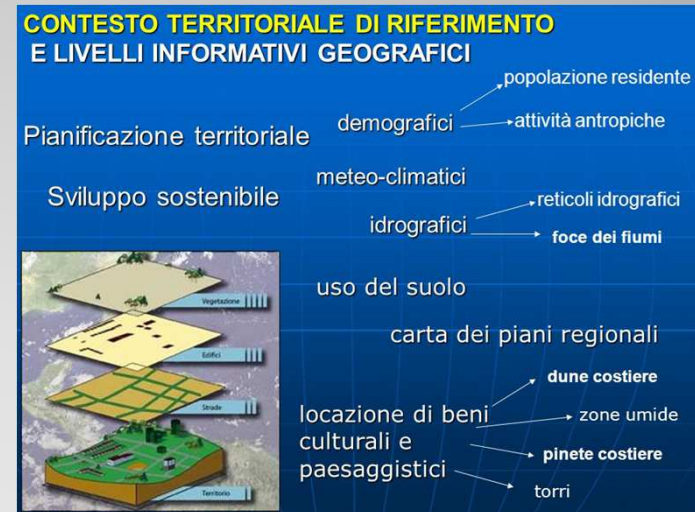 CONTESTO TERRITORIALE DI RIFERIMENTO
E LIVELLI INFORMATIVI GEOGRAFICI
popolazione residente
demografici
attività antropiche
Pianificazione territoriale
meteo-climatici
Sviluppo sostenibile
reticoli idrografici
idrografici
foce dei fiumi
uso del suolo
carta dei piani regionali
dune costiere
locazione di beni
culturali e
paesaggistici
zone umide
pinete costiere
torri
Vegetazione
Edifici
Strade
Territorio